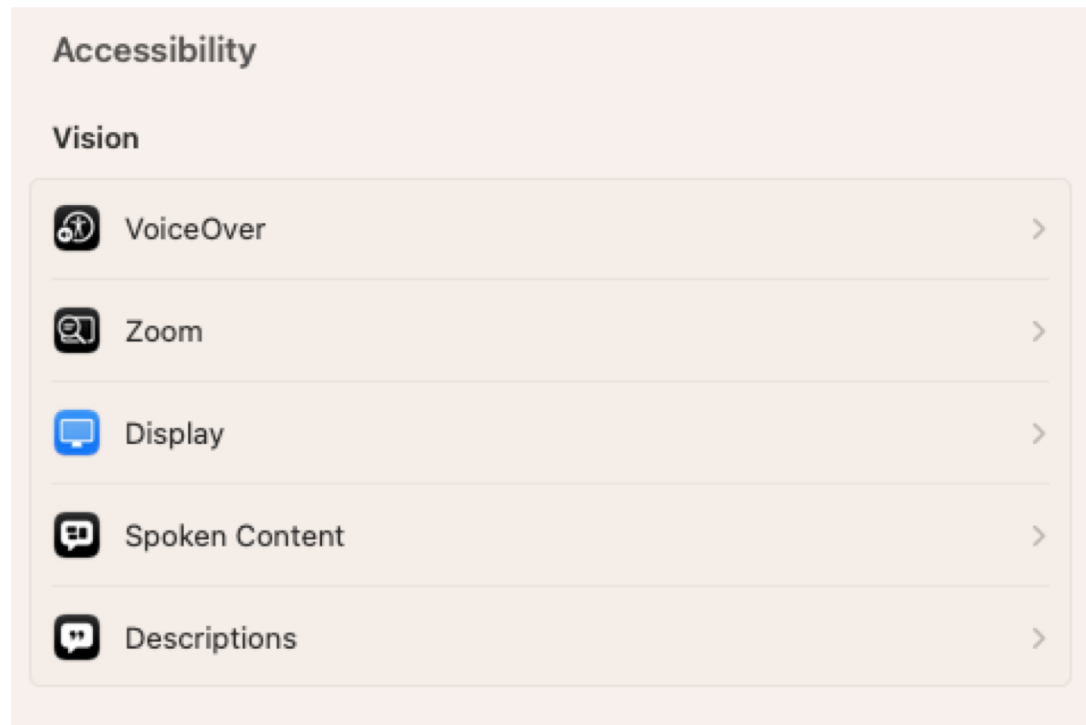 Accessibility
Vision
VoiceOver
Zoom
Display
Spoken Content
Descriptions